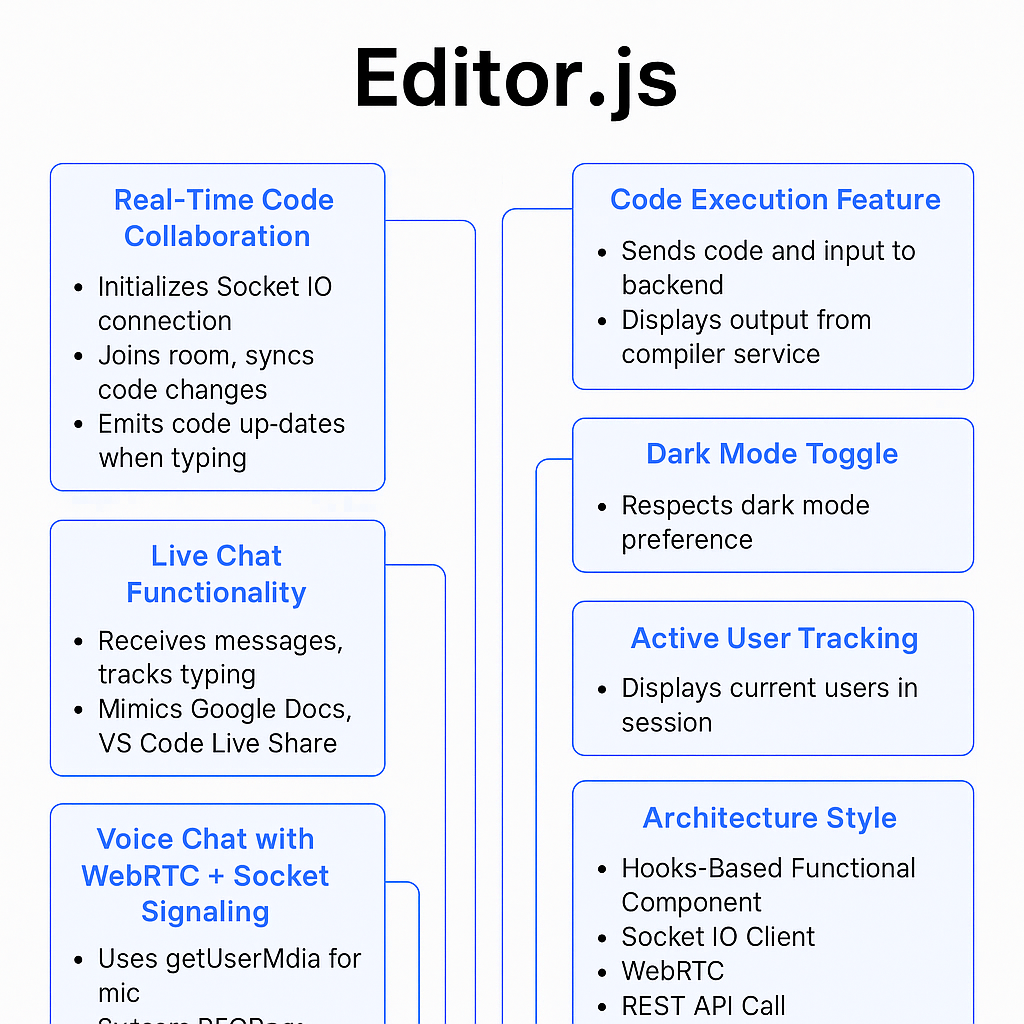 Editor.js
Real-Time Code
Collaboration
• Initializes Socket IO
connection
• Joins room, syncs
code changes
• Emits code up-dates
when typing
Live Chat
Functionality
• Receives messages,
tracks typing
• Mimics Google Docs,
VS Code Live Share
Voice Chat with
WebRTC + Socket
Signaling
• Uses getUserMdia for
mic
Code Execution Feature
• Sends code and input to
backend
• Displays output from
compiler service
Dark Mode Toggle
• Respects dark mode
preference
Active User Tracking
• Displays current users in
session
Architecture Style
• Hooks-Based Functional
Component
• Socket IO Client
• WebRTC
• REST API Call